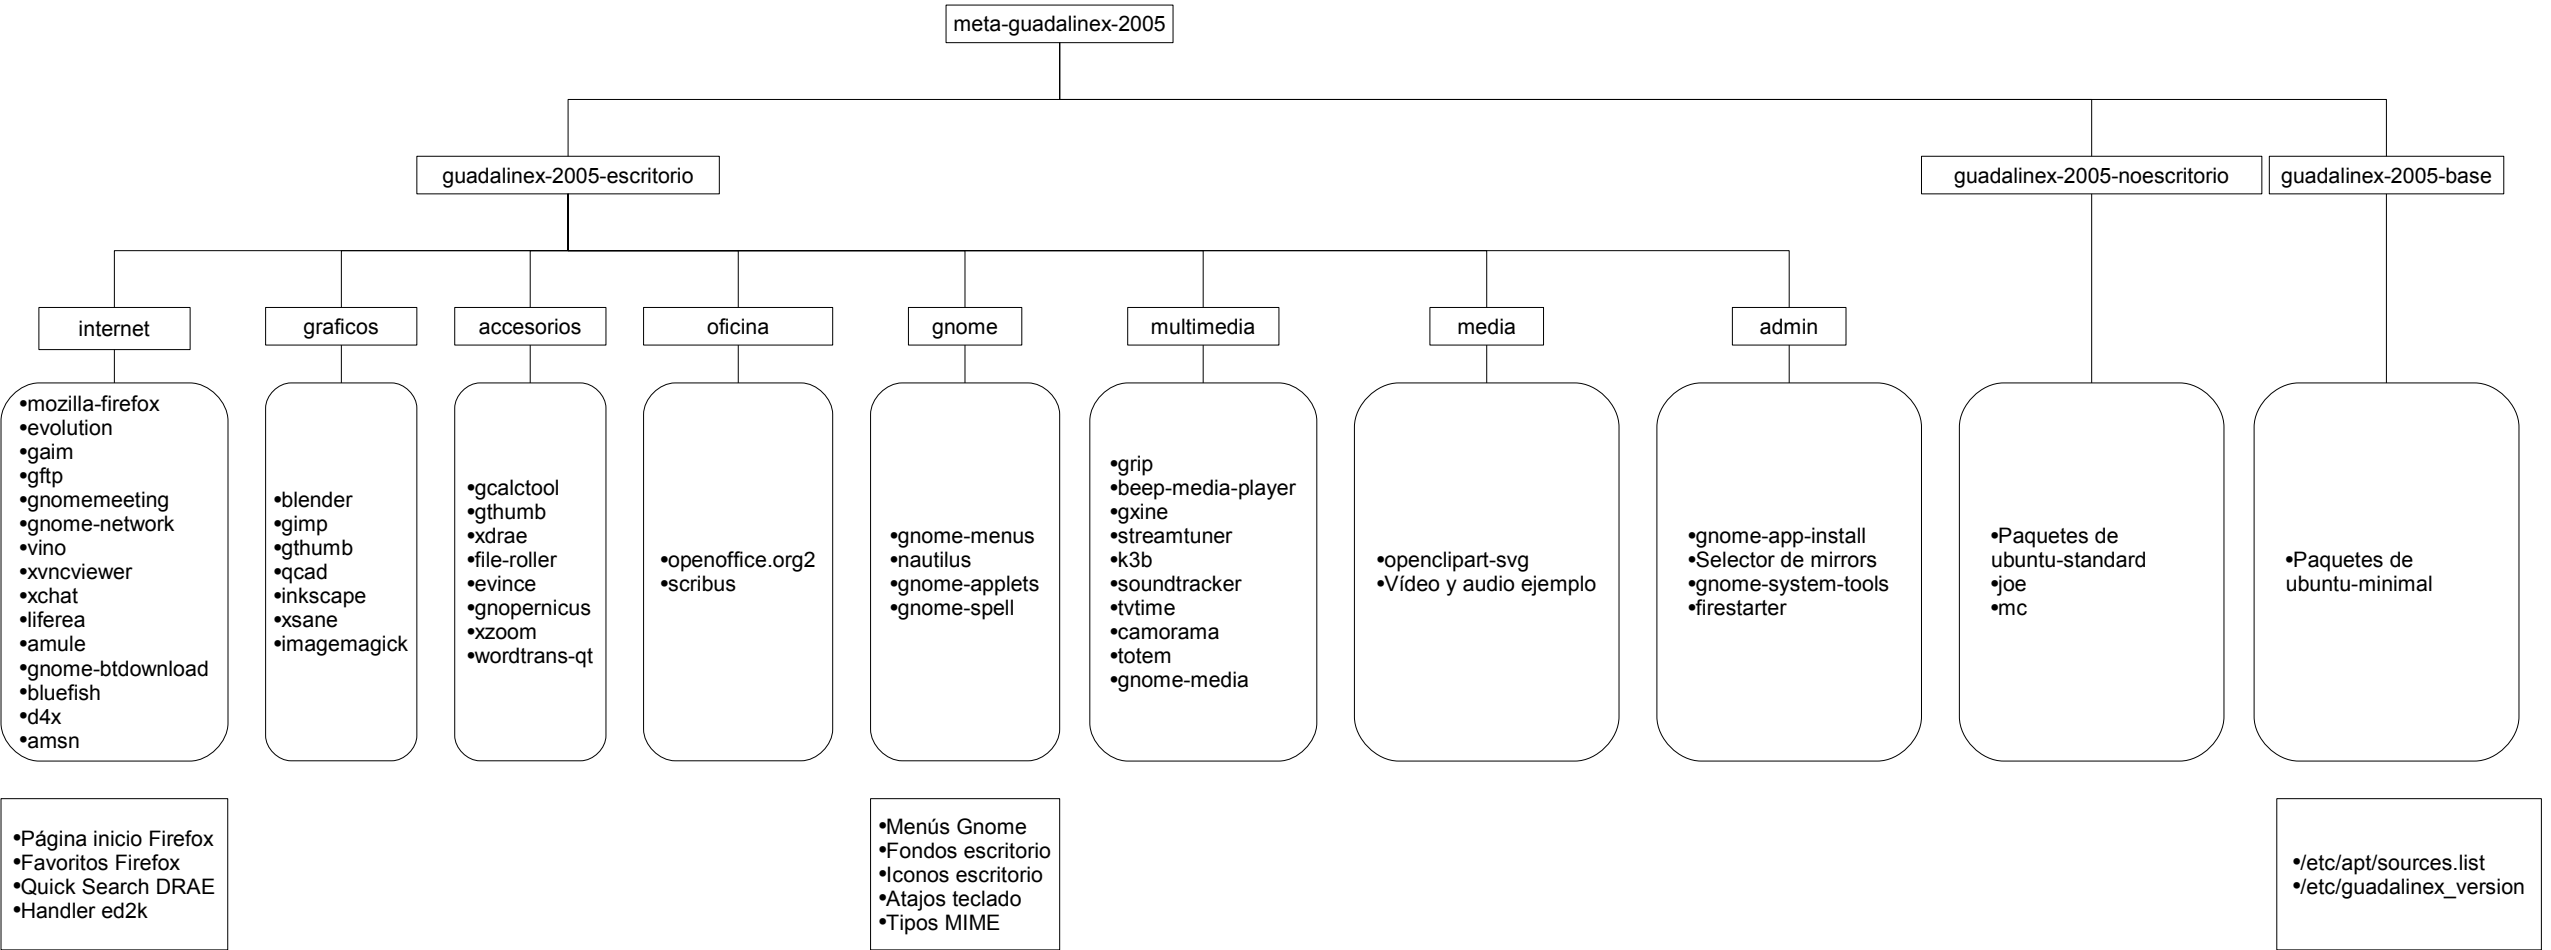 meta-guadalinex-2005
guadalinex-2005-escritorio
guadalinex-2005-noescritorio
guadalinex-2005-base
internet
graficos
accesorios
oficina
gnome
multimedia
media
admin
•mozilla-firefox
•evolution
•gaim
•gftp
•gnomemeeting
•gnome-network
•vino
•xvncviewer
•xchat
•liferea
•amule
•gnome-btdownload
•bluefish
•d4x
•amsn
•blender
•gimp
•gthumb
•qcad
•inkscape
•xsane
•imagemagick
•gcalctool
•gthumb
•xdrae
•file-roller
•evince
•gnopernicus
•xzoom
•wordtrans-qt
•openoffice.org2
•scribus
•gnome-menus
•nautilus
•gnome-applets
•gnome-spell
•grip
•beep-media-player
•gxine
•streamtuner
•k3b
•soundtracker
•tvtime
•camorama
•totem
•gnome-media
•openclipart-svg
•Vídeo y audio ejemplo
•gnome-app-install
•Selector de mirrors
•gnome-system-tools
•firestarter
•Paquetes de
ubuntu-standard
•joe
•mc
•Paquetes de
ubuntu-minimal
•Página inicio Firefox
•Favoritos Firefox
•Quick Search DRAE
•Handler ed2k
•Menús Gnome
•Fondos escritorio
•Iconos escritorio
•Atajos teclado
•Tipos MIME
•/etc/apt/sources.list
•/etc/guadalinex_version